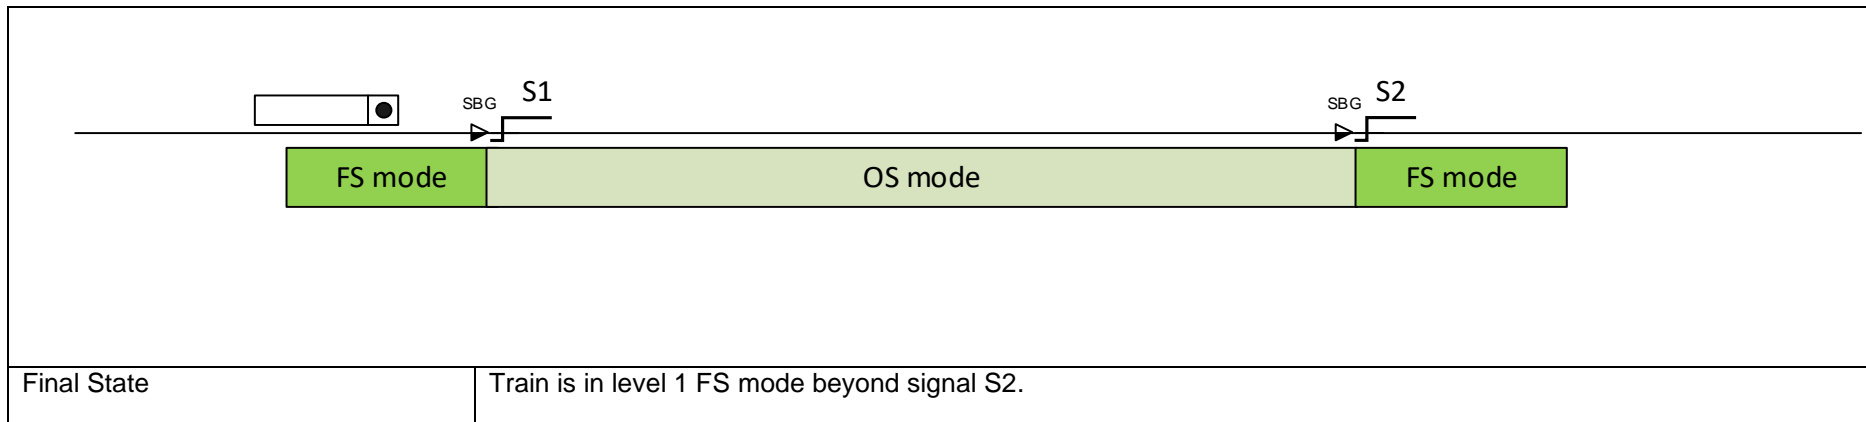 SBG S1 SBG S2
FS mode OS mode FS mode
Final State Train is in level 1 FS mode beyond signal S2.